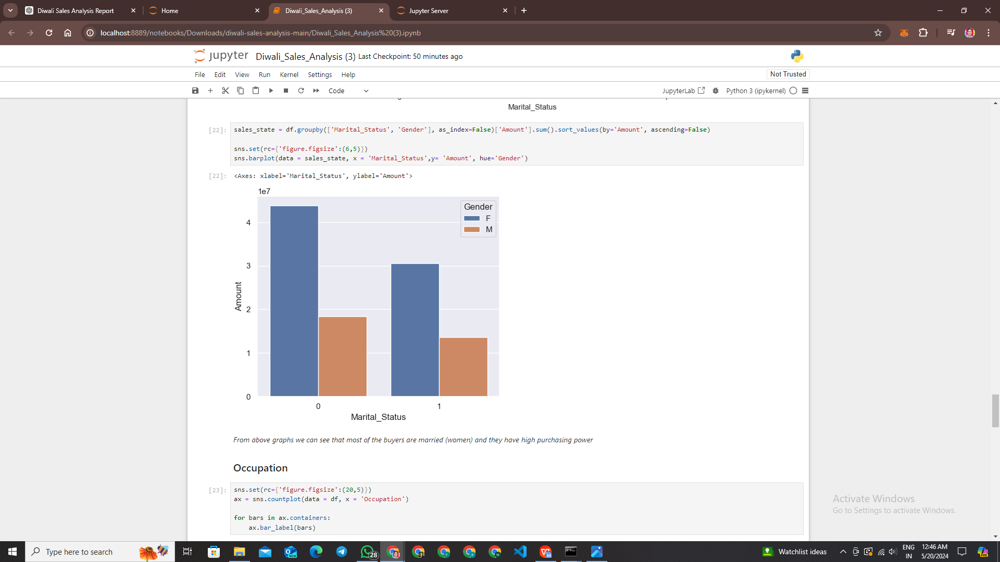 Diwali Sales Analysis Report
Home
Diwali_Sales_Analysis (3)
Jupyter Server
localhost:8889/notebooks/Downloads/diwali-sales-analysis-main/Diwali_Sales_Analysis%20(3).ipynb
jupyter Diwali_Sales_Analysis (3) Last Checkpoint: 50 minutes ago
File Edit View Run Kernel Settings Help
Not Trusted
Code
JupyterLab
Python 3 (ipykernel)
Marital_Status
[22]: sales_state = df.groupby(['Marital_Status', 'Gender'], as_index=False)['Amount'].sum().sort_values(by='Amount', ascending=False)
sns.set(rc={'figure.figsize':(6,5)})
sns.barplot(data = sales_state, x = 'Marital_Status',y= 'Amount', hue='Gender')
[22]: <Axes: xlabel='Marital_Status', ylabel='Amount'>
1e7
Gender
F
M
4
3
2
1
0
Amount
0 1
Marital_Status
From above graphs we can see that most of the buyers are married (women) and they have high purchasing power
Occupation
[23]: sns.set(rc={'figure.figsize':(20,5)})
ax = sns.countplot(data = df, x = 'Occupation')
for bars in ax.containers:
ax.bar_label(bars)
Activate Windows
Go to Settings to activate Windows.
Type here to search
NEW
28
Watchlist ideas
ENG
IN
12:46 AM
5/20/2024
PRE